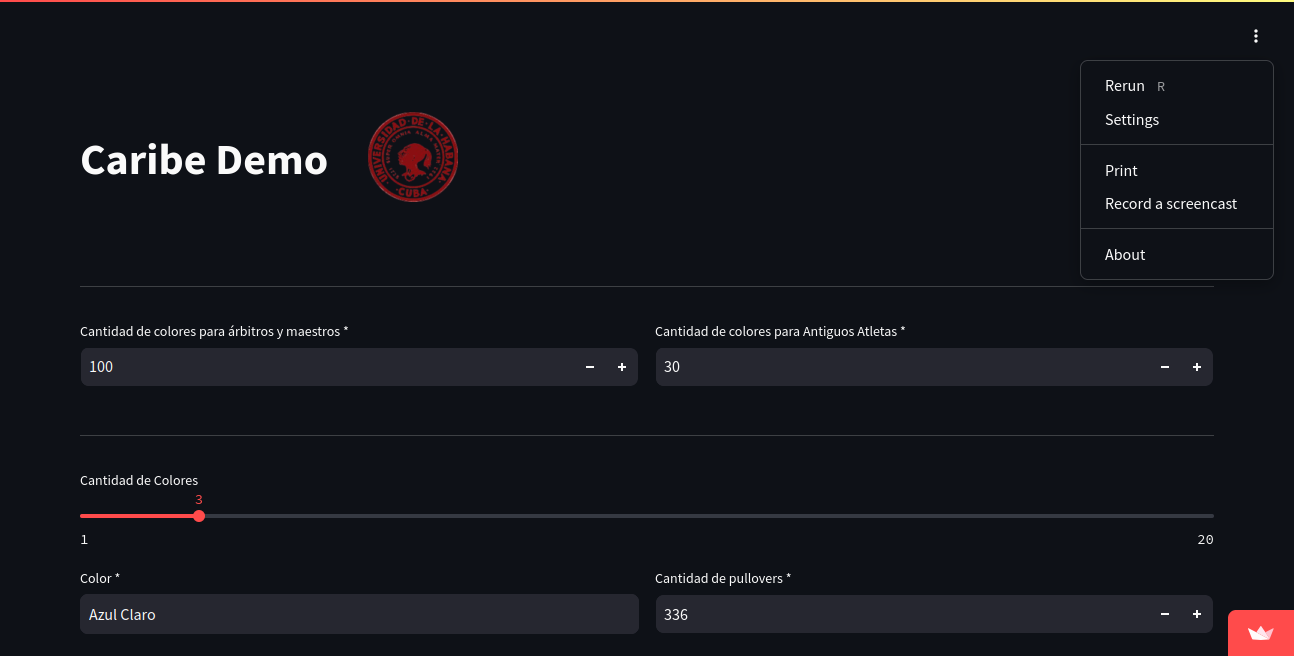 Rerun R
Settings
Print
Record a screencast
About
Caribe Demo
UNIVERSIDAD·DE·LA·HABANA
·CUBA·
Cantidad de colores para árbitros y maestros *
Cantidad de colores para Antiguos Atletas *
100
30
Cantidad de Colores
3
1
20
Color *
Cantidad de pullovers *
Azul Claro
336